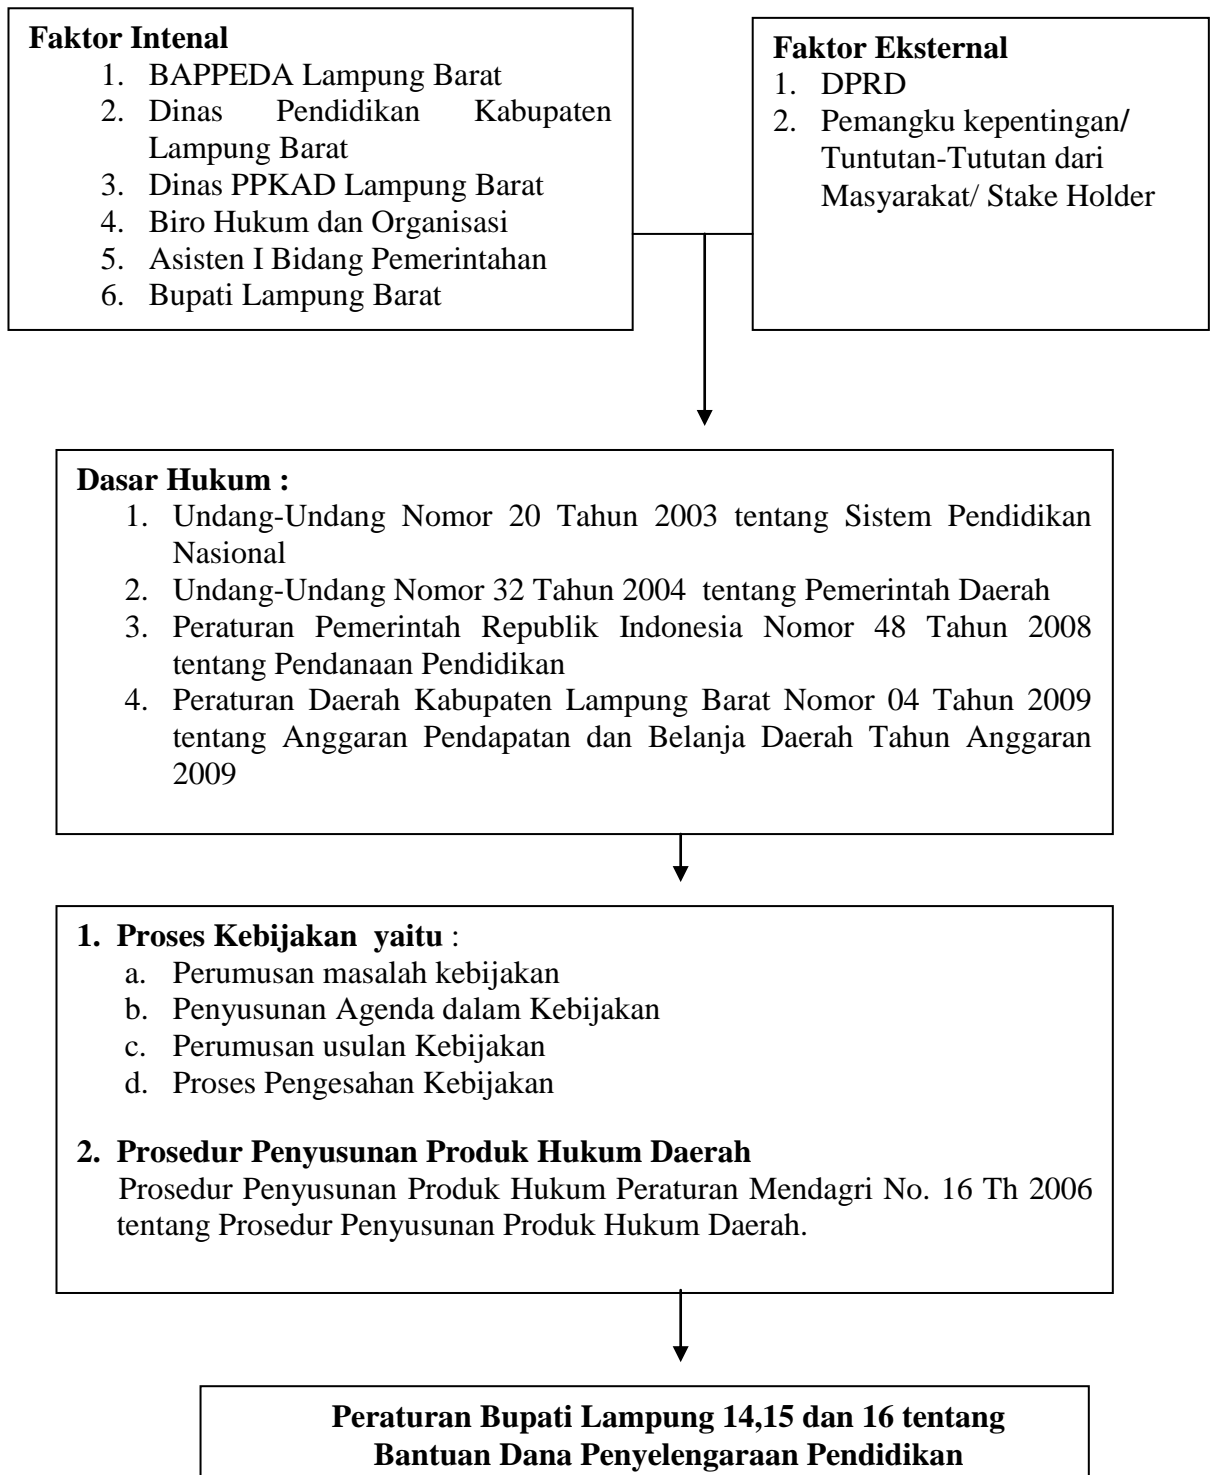 Faktor Intenal
1. BAPPEDA Lampung Barat
2. Dinas Pendidikan Kabupaten
Lampung Barat
3. Dinas PPKAD Lampung Barat
4. Biro Hukum dan Organisasi
5. Asisten I Bidang Pemerintahan
6. Bupati Lampung Barat
Faktor Eksternal
1. DPRD
2. Pemangku kepentingan/
Tuntutan-Tututan dari
Masyarakat/ Stake Holder
Dasar Hukum :
1. Undang-Undang Nomor 20 Tahun 2003 tentang Sistem Pendidikan
Nasional
2. Undang-Undang Nomor 32 Tahun 2004 tentang Pemerintah Daerah
3. Peraturan Pemerintah Republik Indonesia Nomor 48 Tahun 2008
tentang Pendanaan Pendidikan
4. Peraturan Daerah Kabupaten Lampung Barat Nomor 04 Tahun 2009
tentang Anggaran Pendapatan dan Belanja Daerah Tahun Anggaran
2009
1. Proses Kebijakan yaitu :
a. Perumusan masalah kebijakan
b. Penyusunan Agenda dalam Kebijakan
c. Perumusan usulan Kebijakan
d. Proses Pengesahan Kebijakan
2. Prosedur Penyusunan Produk Hukum Daerah
Prosedur Penyusunan Produk Hukum Peraturan Mendagri No. 16 Th 2006
tentang Prosedur Penyusunan Produk Hukum Daerah.
Peraturan Bupati Lampung 14,15 dan 16 tentang
Bantuan Dana Penyelengaraan Pendidikan